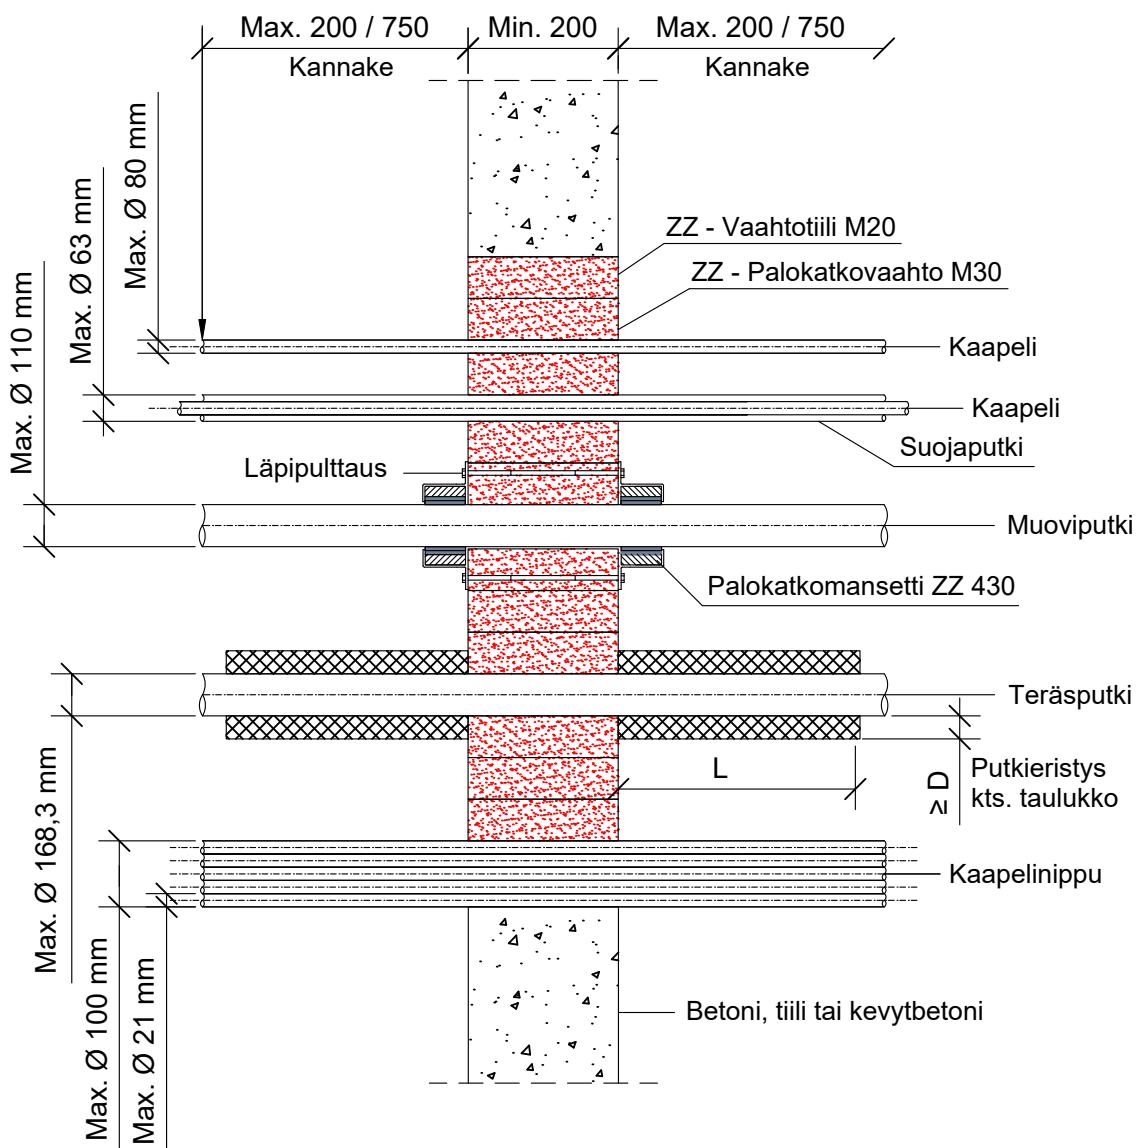 Max. 200 / 750
Min. 200
Max. 200 / 750
Kannake
Kannake
Max. Ø 80 mm
Max. Ø 63 mm
Max. Ø 110 mm
ZZ - Vaahtotiili M20
ZZ - Palokatkovaahto M30
Kaapeli
Kaapeli
Suojaputki
Läpipulttaus
Muoviputki
Palokatkomansetti ZZ 430
Teräsputki
L
≥ D
Putkieristys
kts. taulukko
Max. Ø 168,3 mm
Kaapelinippu
Max. Ø 100 mm
Max. Ø 21 mm
Betoni, tiili tai kevytbetoni